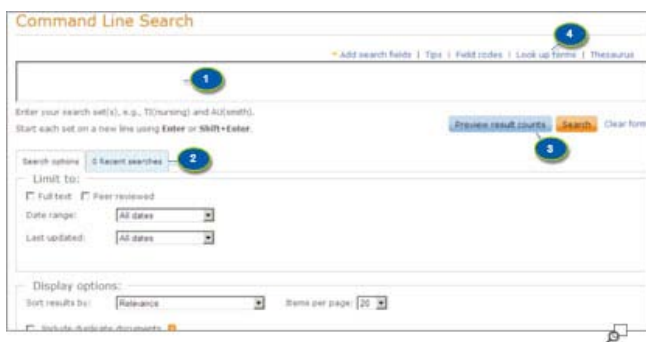 Command Line Search
4
Add search fields | Tips | Field codes | Look up terms | Thesaurus
1
Enter your search set(s), e.g., TI(nursing) and AU(smith).
Start each set on a new line using Enter or Shift+Enter.
Preview result counts Search Clear form
3
Search options 0 Recent searches 2
Limit to:
Full text Peer reviewed
Date range: All dates
Last updated: All dates
Display options:
Sort results by: Relevance Items per page: 20
Include duplicate documents